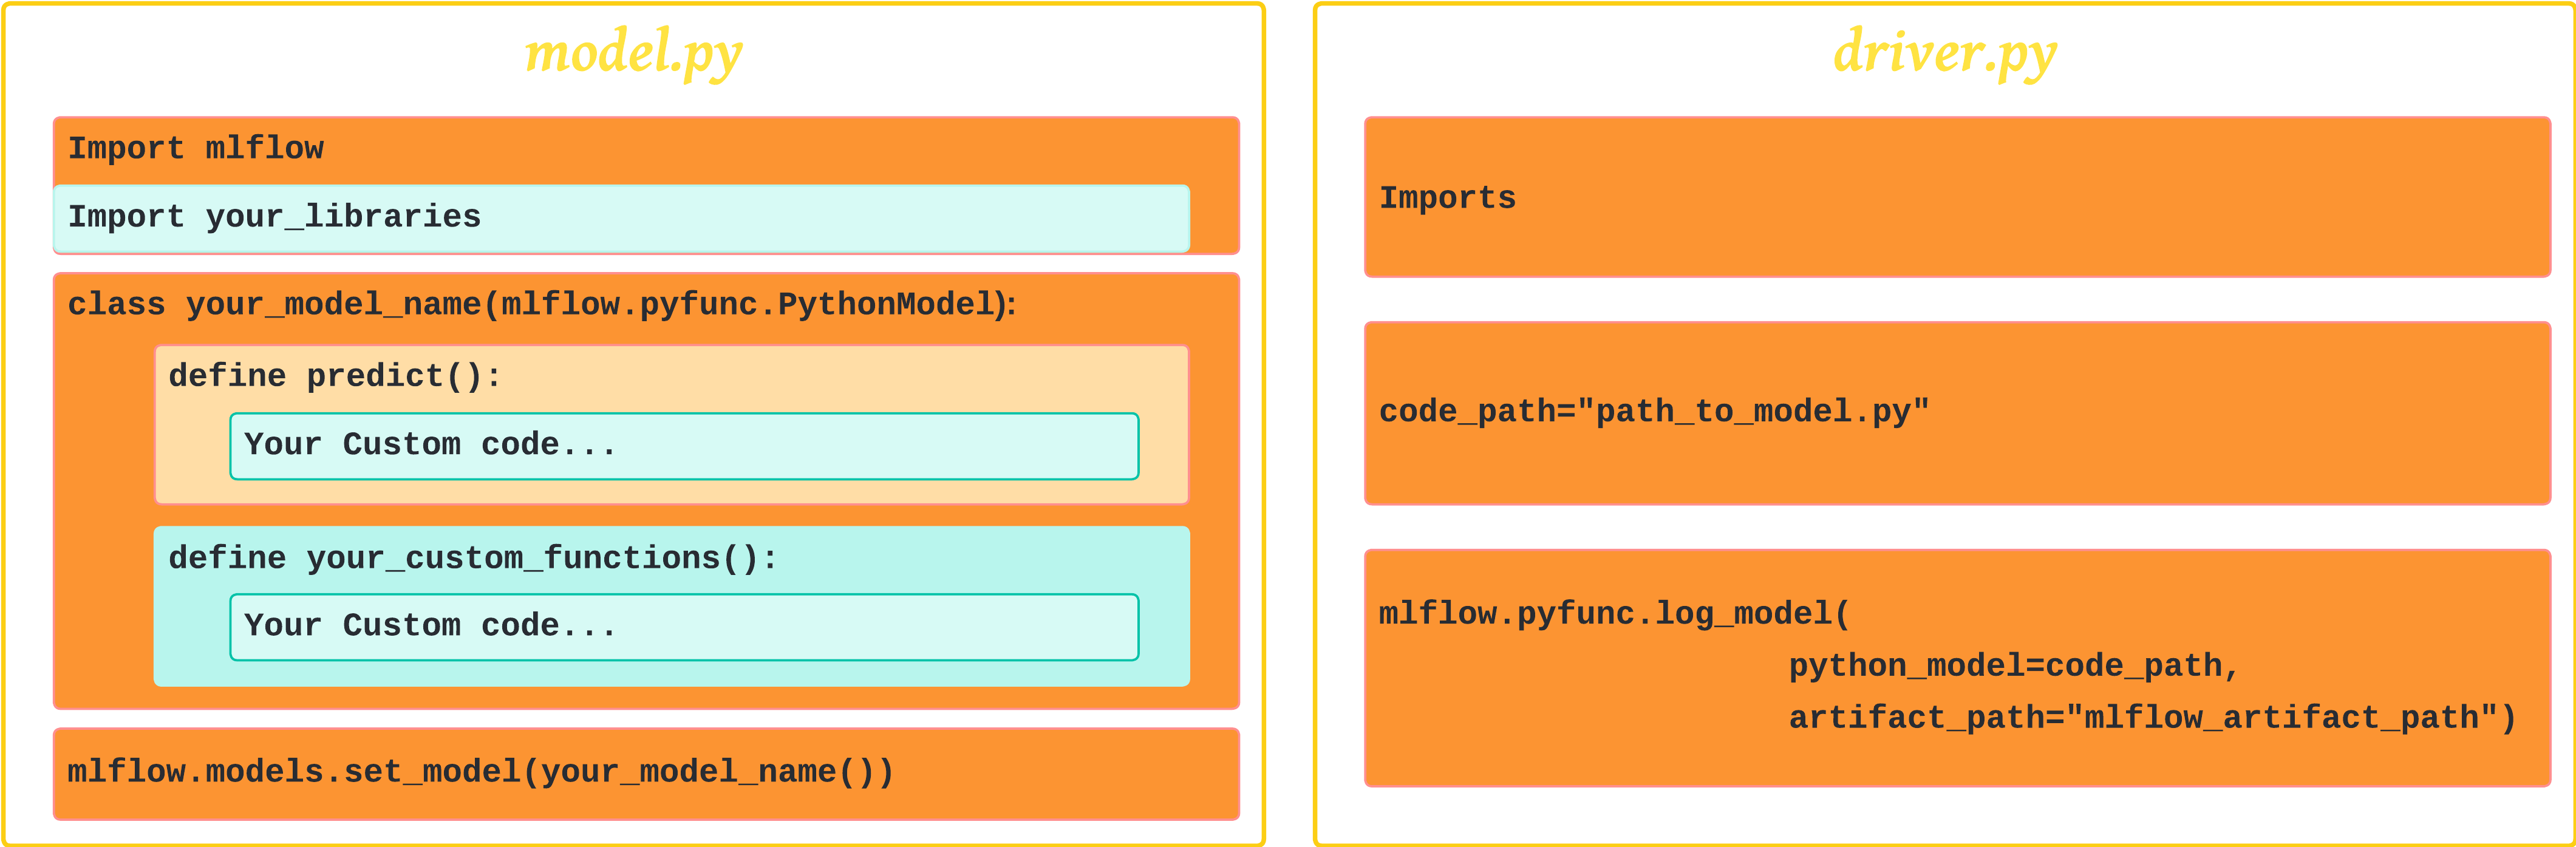 model.py
Import mlflow
Import your_libraries
class your_model_name(mlflow.pyfunc.PythonModel):
define predict():
Your Custom code...
define your_custom_functions():
Your Custom code...
mlflow.models.set_model(your_model_name())
driver.py
Imports
code_path="path_to_model.py"
mlflow.pyfunc.log_model(
python_model=code_path,
artifact_path="mlflow_artifact_path")